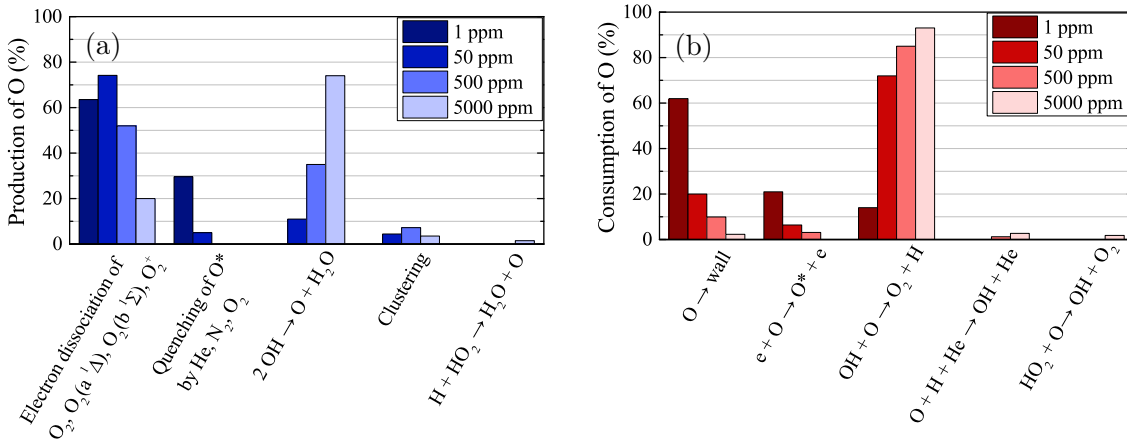 (a)
Production of O (%)
100
80
60
40
20
0
1 ppm
50 ppm
500 ppm
5000 ppm
Electron dissociation of
O₂, O₂(a ¹Δ), O₂(b ¹Σ), O₂⁺
Quenching of O*
by He, N₂, O₂
2 OH → O + H₂O
Clustering
H + HO₂ → H₂O + O
(b)
Consumption of O (%)
100
80
60
40
20
0
1 ppm
50 ppm
500 ppm
5000 ppm
O → wall
e + O → O* + e
OH + O → O₂ + H
O + H + He → OH + He
HO₂ + O → OH + O₂